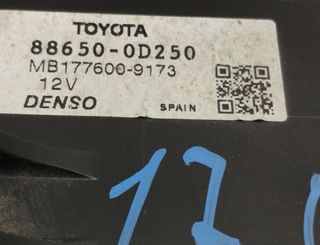 TOYOTA
88650-0D250
MB177600-9173
12V
DENSO
SPAIN